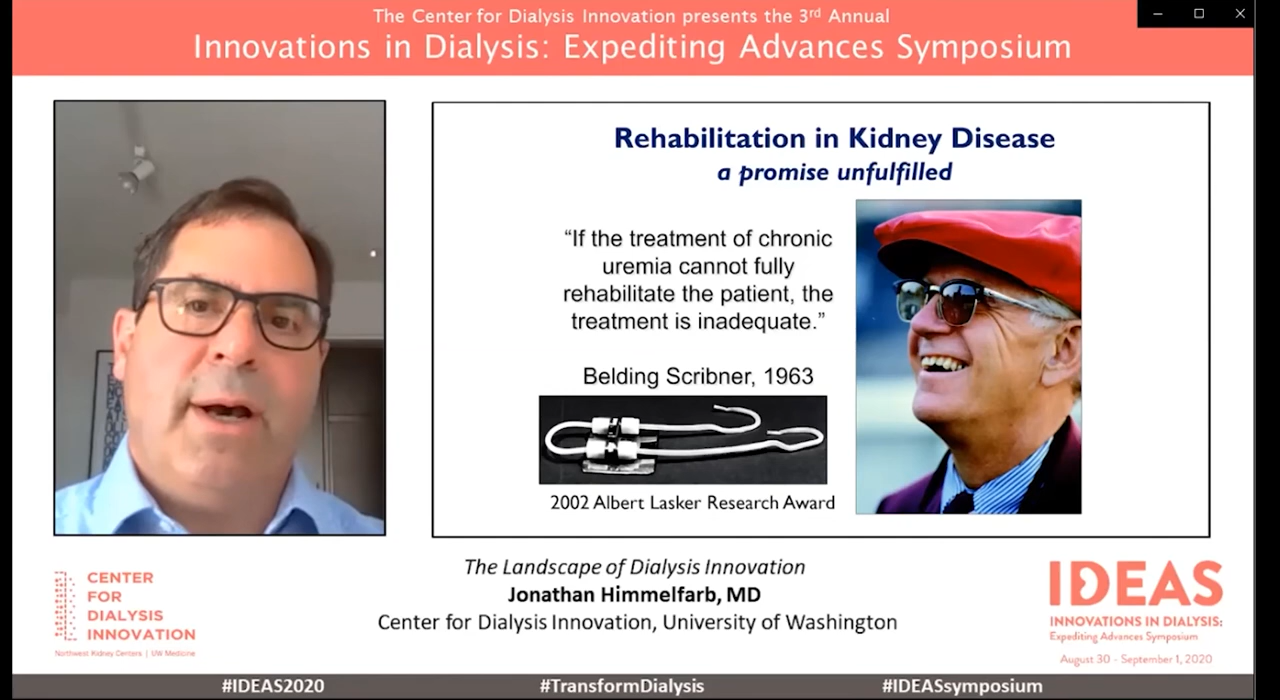 The Center for Dialysis Innovation presents the 3rd Annual
Innovations in Dialysis: Expediting Advances Symposium
Rehabilitation in Kidney Disease
a promise unfulfilled
“If the treatment of chronic
uremia cannot fully
rehabilitate the patient, the
treatment is inadequate.”
Belding Scribner, 1963
2002 Albert Lasker Research Award
The Landscape of Dialysis Innovation
Jonathan Himmelfarb, MD
Center for Dialysis Innovation, University of Washington
CENTER
FOR
DIALYSIS
INNOVATION
Northwest Kidney Centers | UW Medicine
IDEAS
INNOVATIONS IN DIALYSIS:
Expediting Advances Symposium
August 30 - September 1, 2020
#IDEAS2020
#TransformDialysis
#IDEASsymposium